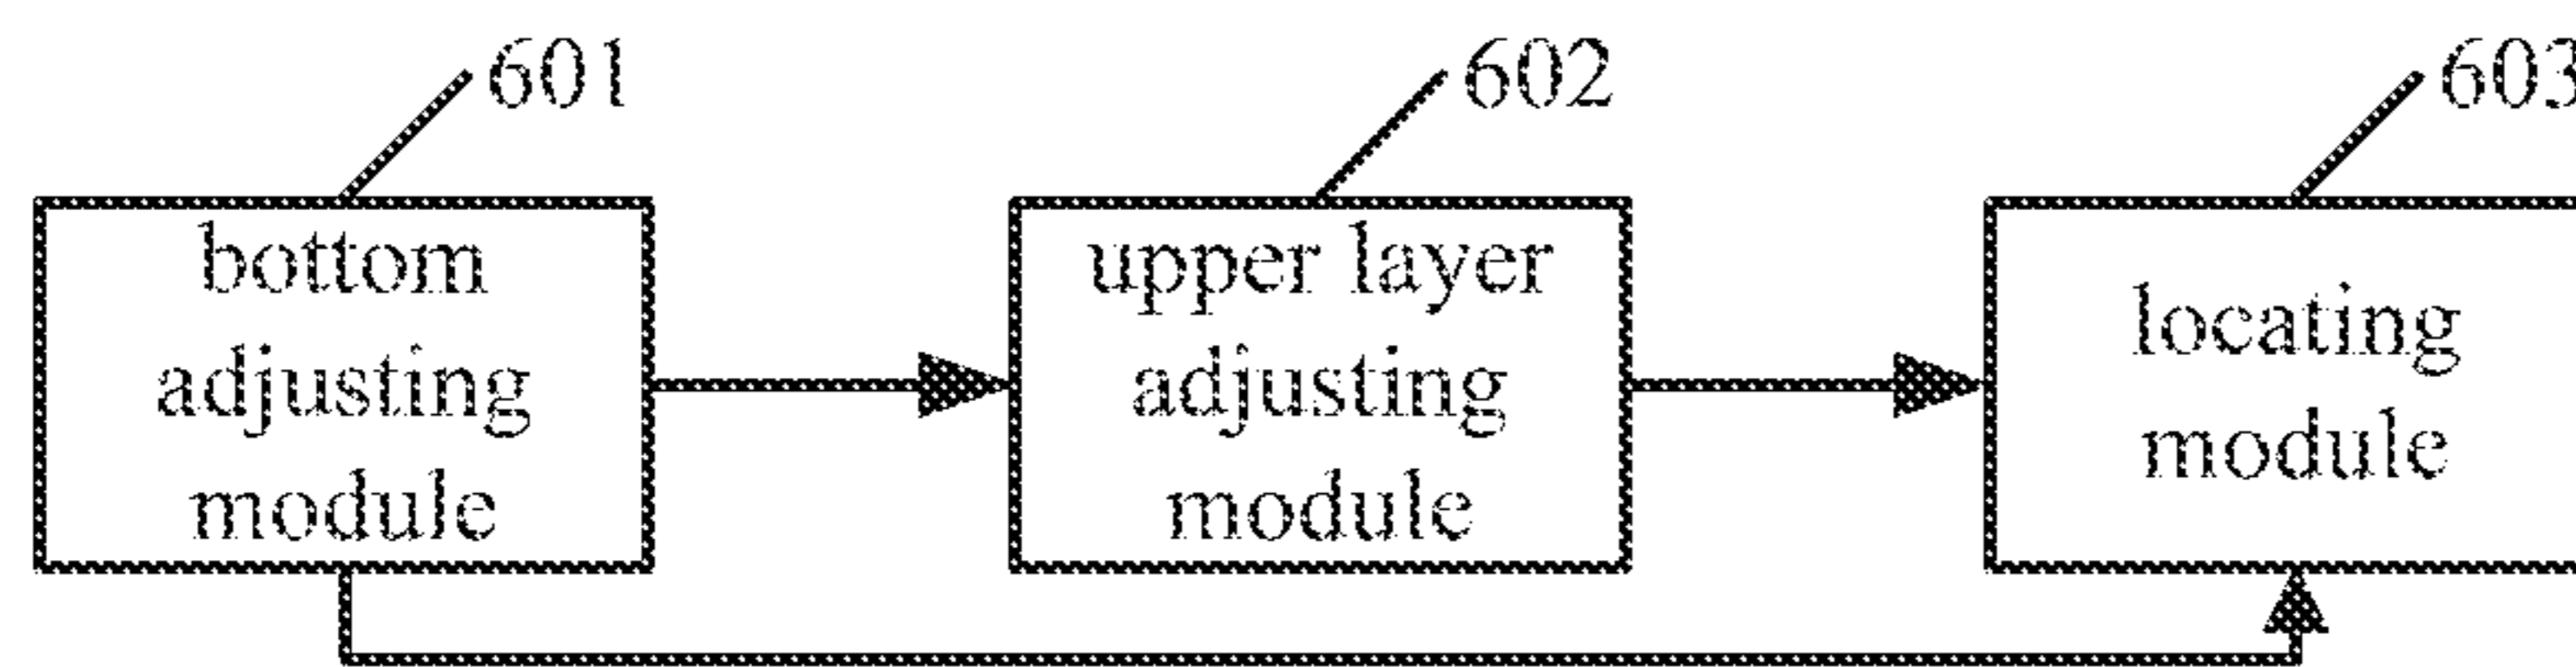 601
602
603
bottom
adjusting
module
upper layer
adjusting
module
locating
module